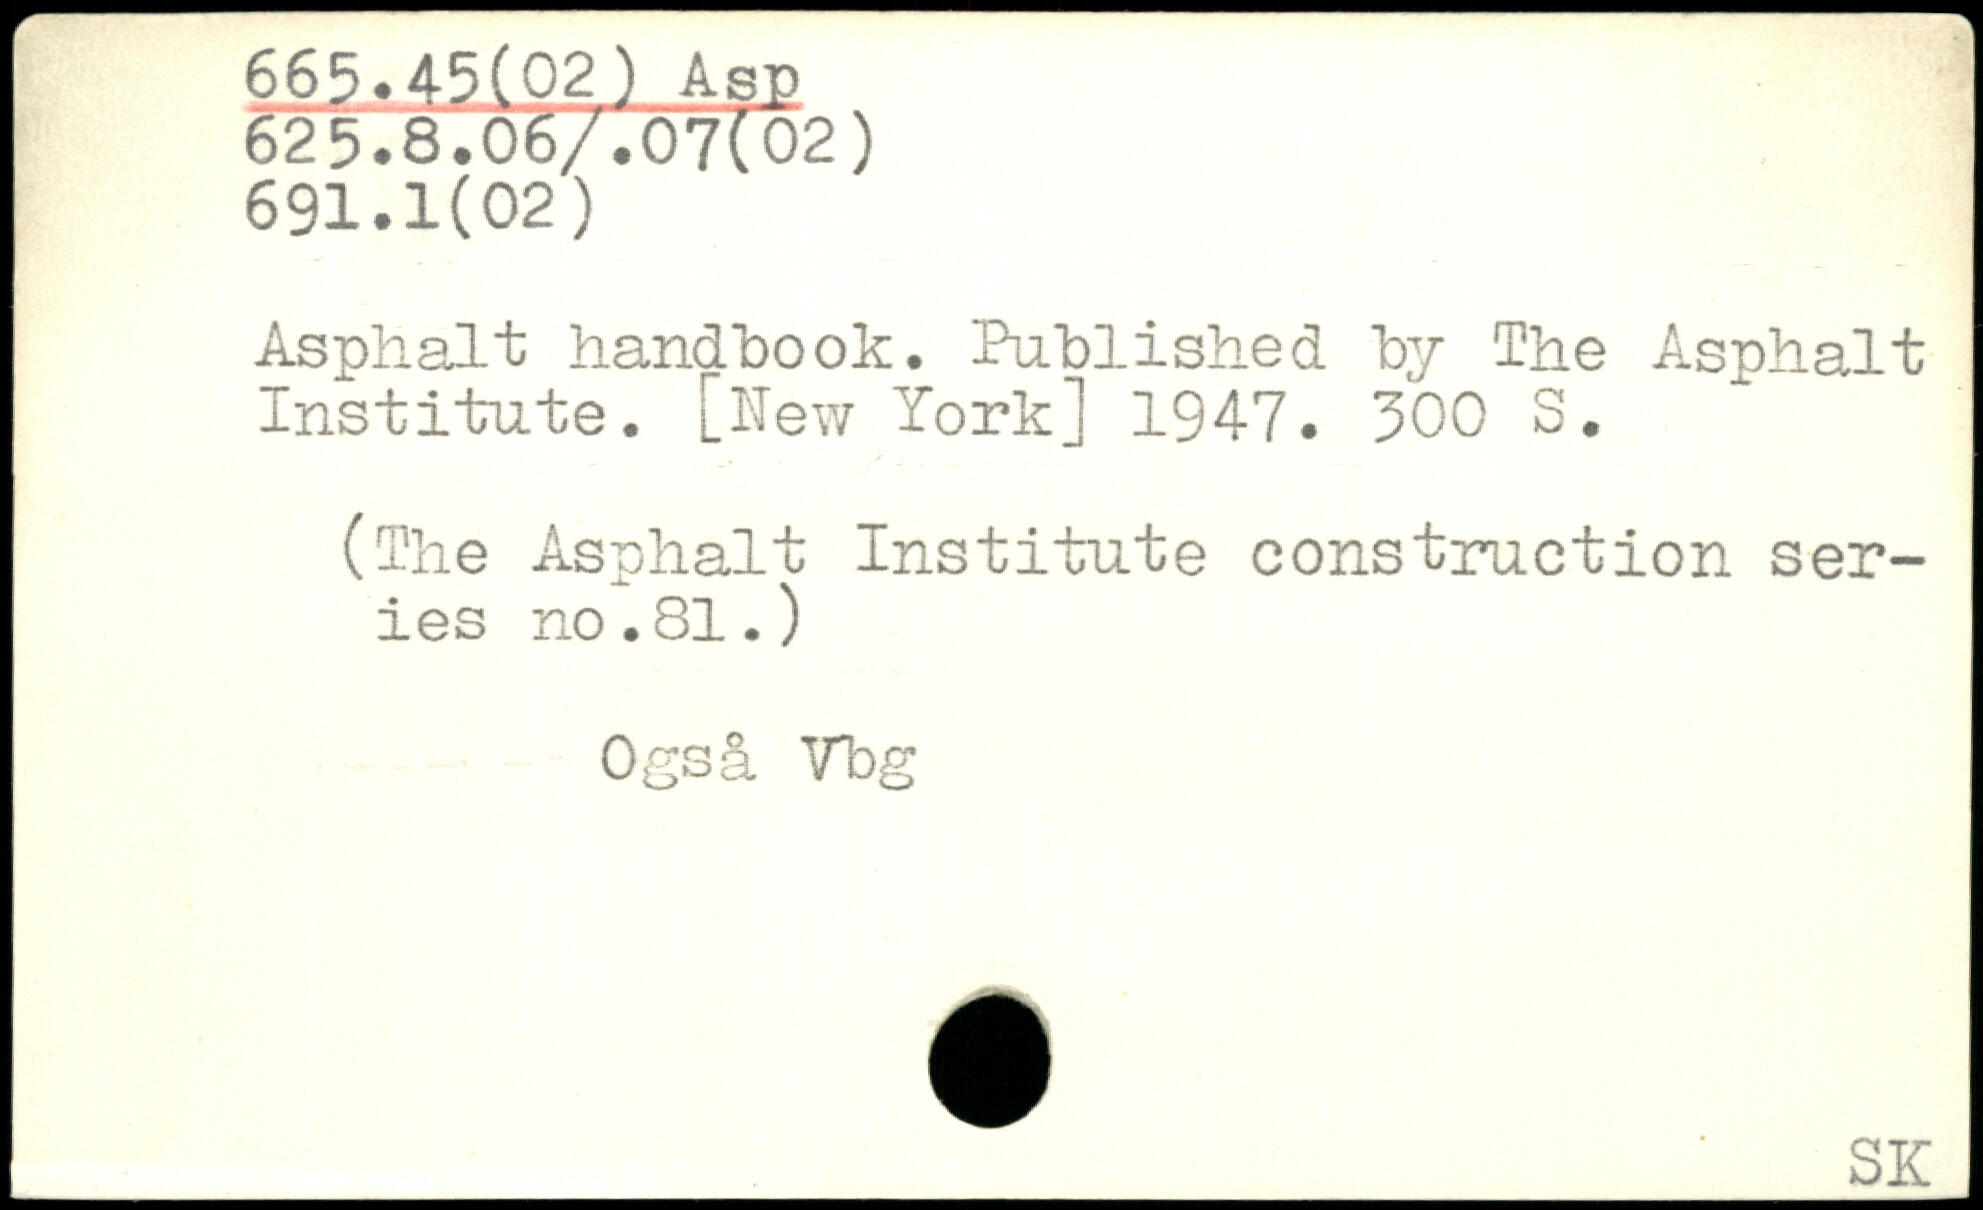 665.45(02) Asp
625.8.06/.07(02)
691.1(02)
Asphalt handbook. Published by The Asphalt
Institute. [New York] 1947. 300 S.
(The Asphalt Institute construction ser-
ies no.81.)
Også Vbg
SK